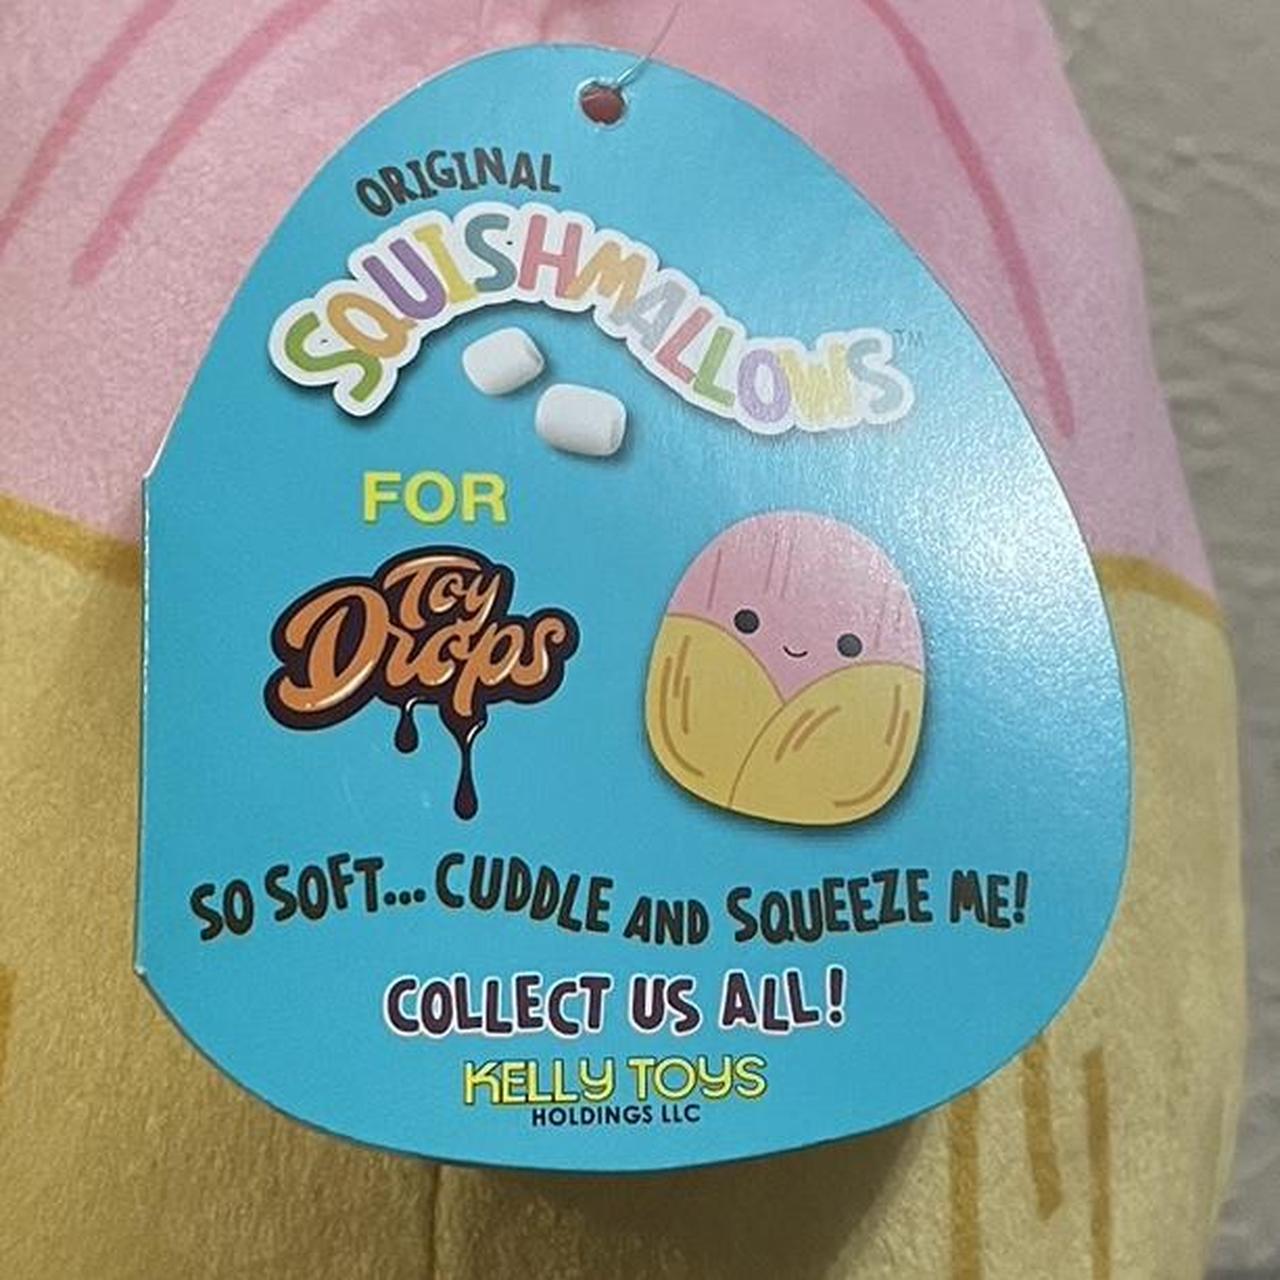 ORIGINAL
SQUISHMALLOWS™
FOR
Toy
Drops
SO SOFT... CUDDLE AND SQUEEZE ME!
COLLECT US ALL!
KELLY TOYS
HOLDINGS LLC